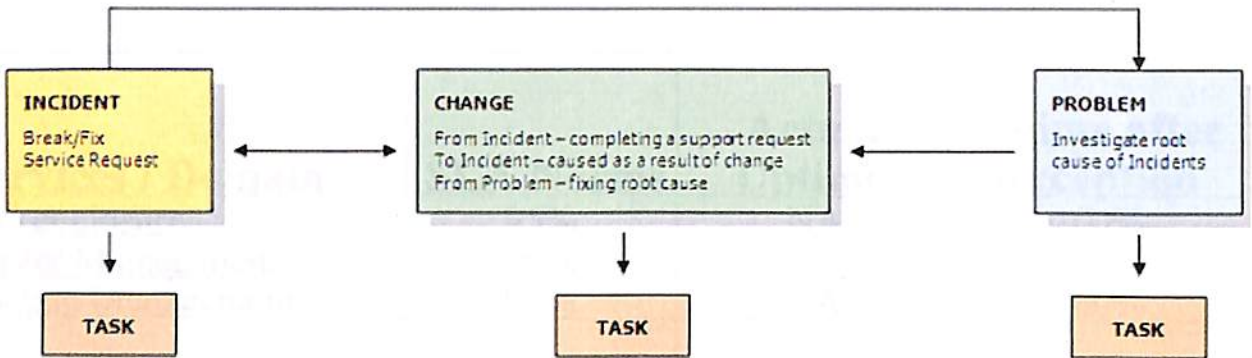 INCIDENT
Break/Fix
Service Request
CHANGE
From Incident – completing a support request
To Incident – caused as a result of change
From Problem – fixing root cause
PROBLEM
Investigate root
cause of Incidents
TASK
TASK
TASK